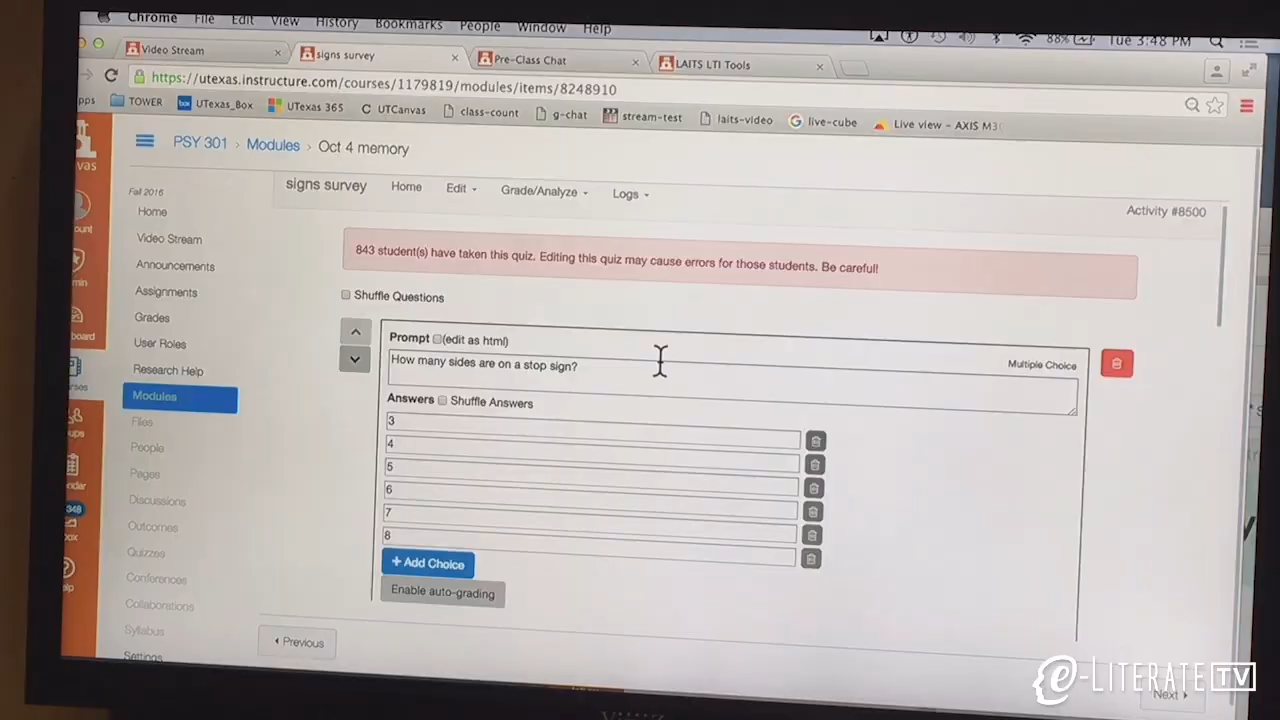 Chrome File Edit View History Bookmarks People Window Help
88% Tue 3:48 PM
Video Stream
signs survey
Pre-Class Chat
LAITS LTI Tools
https://utexas.instructure.com/courses/1179819/modules/items/8248910
TOWER UTexas_Box UTexas 365 UTCanvas class-count g-chat stream-test laits-video live-cube Live view - AXIS M30
PSY 301 › Modules › Oct 4 memory
Fall 2016
Home
Video Stream
Announcements
Assignments
Grades
User Roles
Research Help
Modules
Files
People
Pages
Discussions
Outcomes
Quizzes
Conferences
Collaborations
Syllabus
Settings
348
signs survey Home Edit Grade/Analyze Logs
Activity #8500
843 student(s) have taken this quiz. Editing this quiz may cause errors for those students. Be careful!
Shuffle Questions
Prompt (edit as html)
Multiple Choice
How many sides are on a stop sign?
Answers Shuffle Answers
3
4
5
6
7
8
+ Add Choice
Enable auto-grading
Previous
Next
e-Literate TV